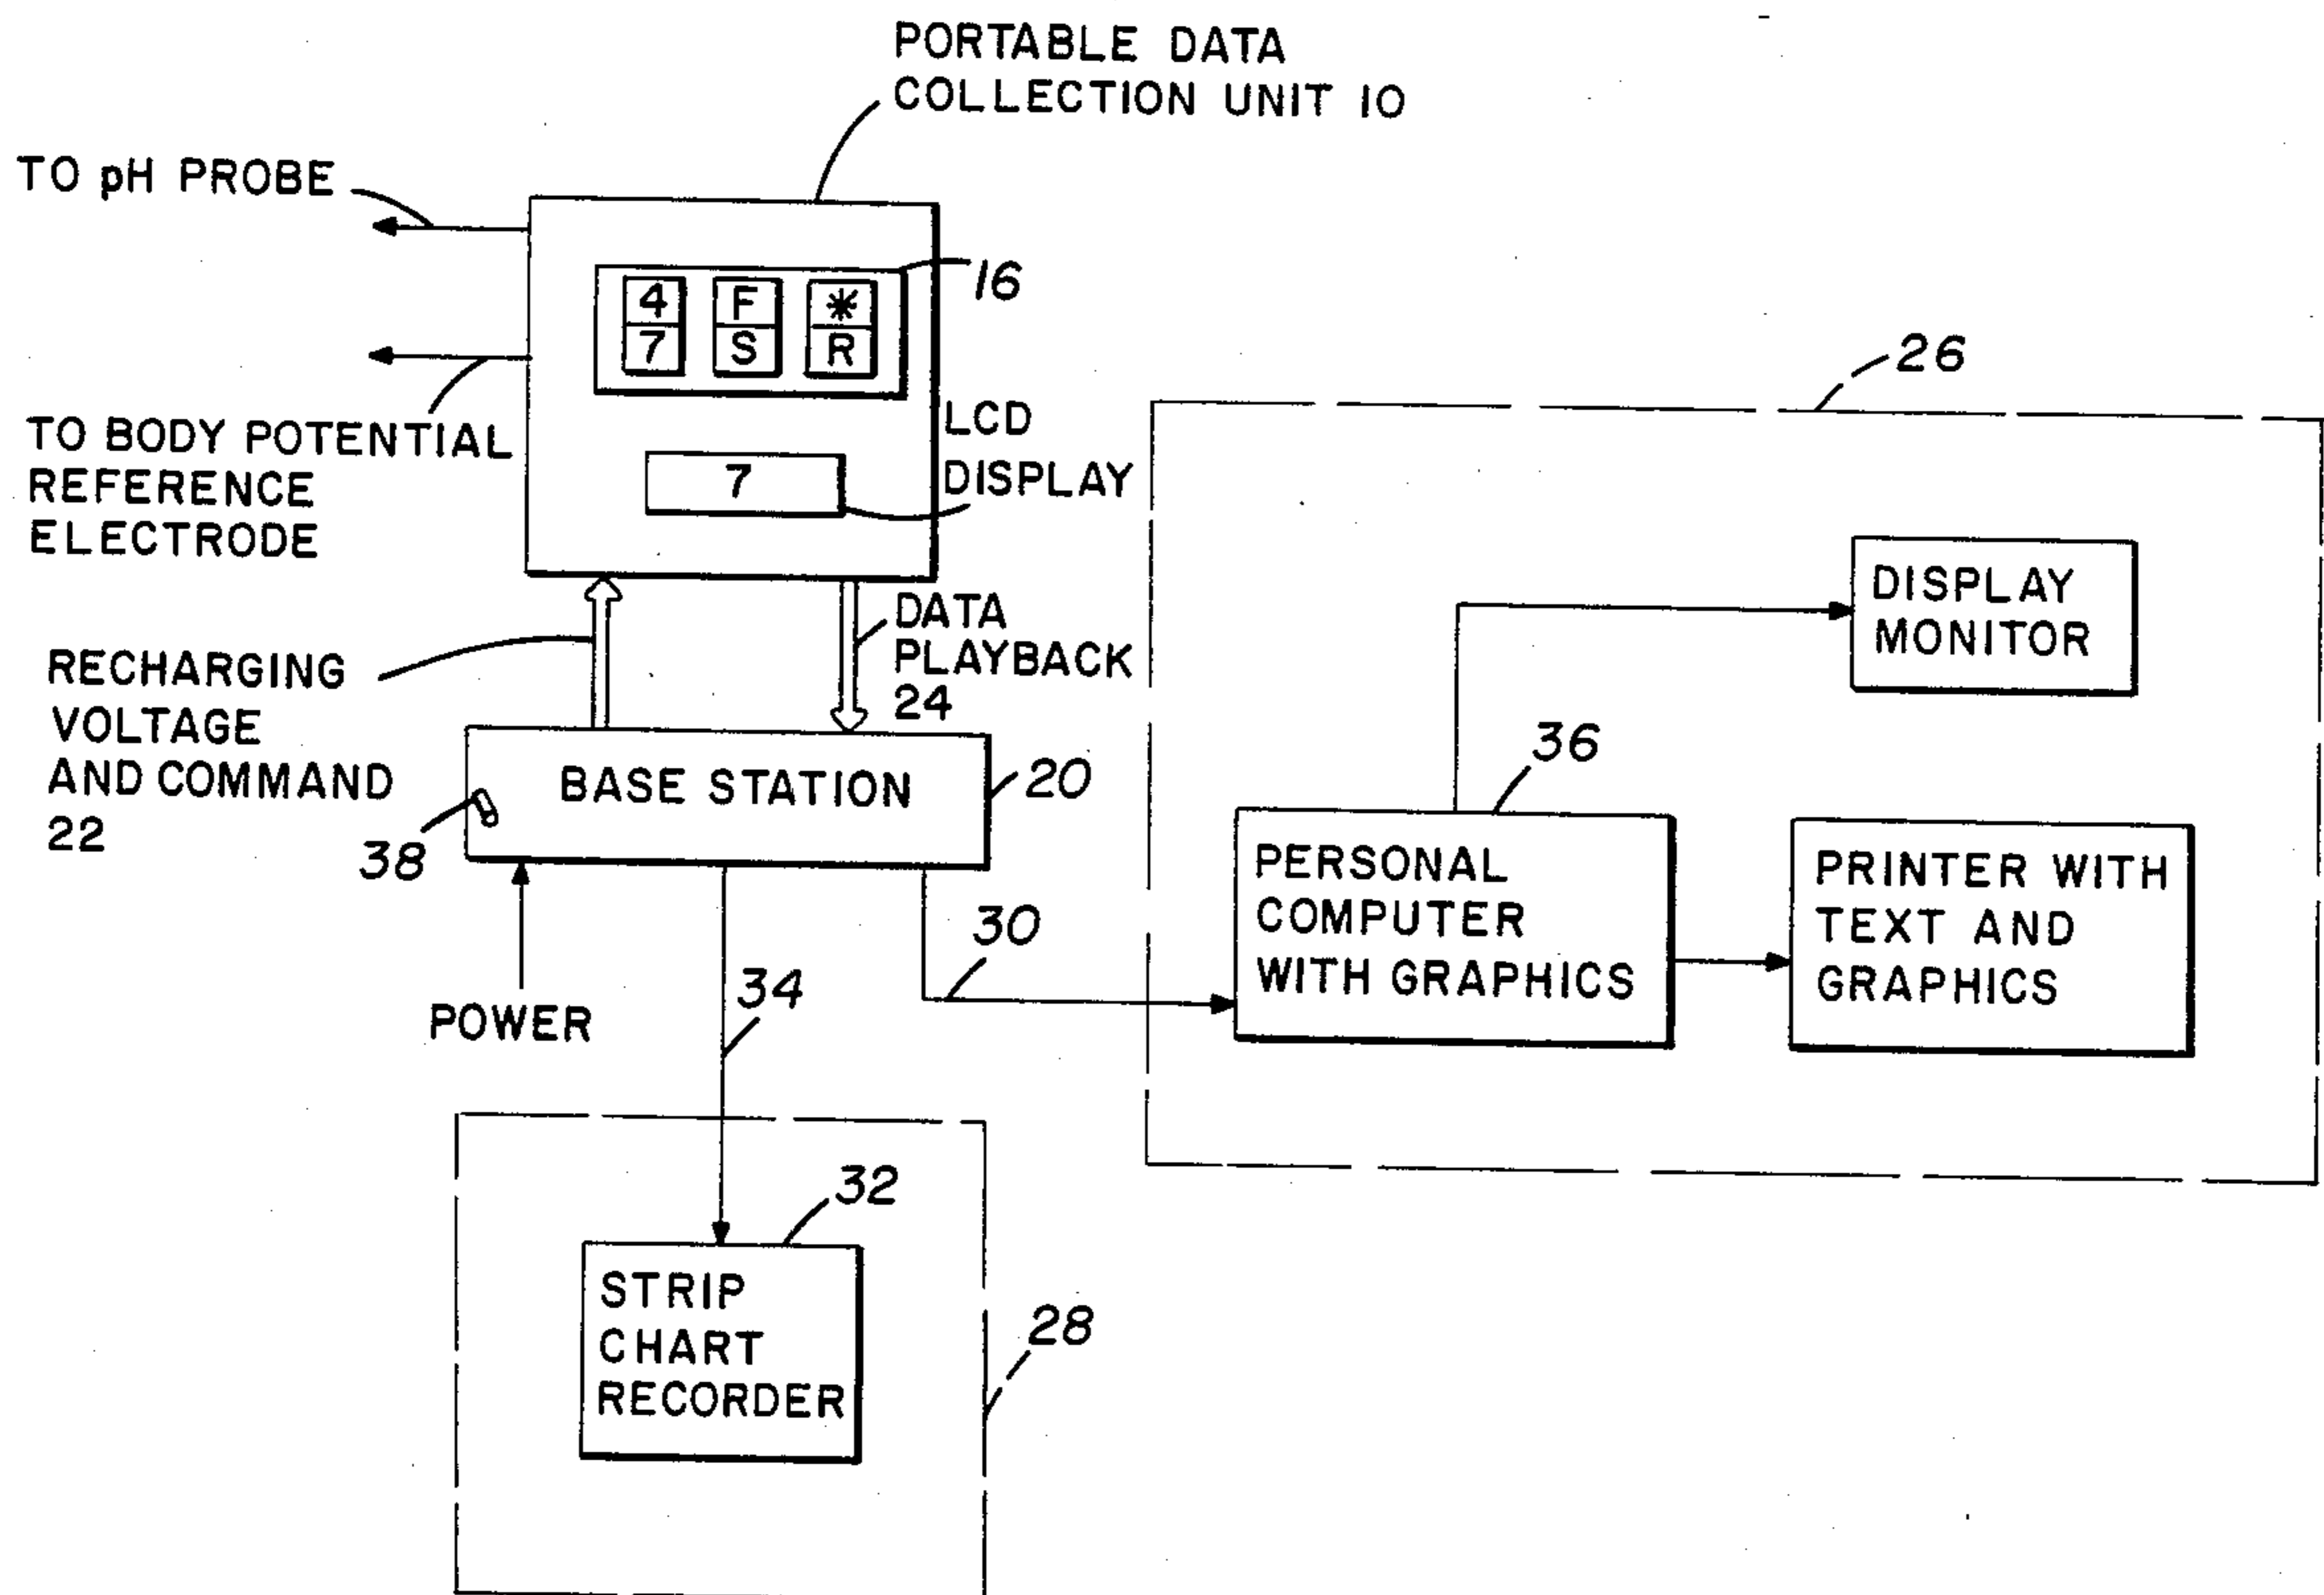 PORTABLE DATA
COLLECTION UNIT 10
TO pH PROBE
16
4 F *
7 S R
TO BODY POTENTIAL
REFERENCE
ELECTRODE
LCD
DISPLAY
7
26
DISPLAY
MONITOR
DATA
PLAYBACK
24
RECHARGING
VOLTAGE
AND COMMAND
22
BASE STATION
20
38
36
PERSONAL
COMPUTER
WITH GRAPHICS
PRINTER WITH
TEXT AND
GRAPHICS
30
34
POWER
32
STRIP
CHART
RECORDER
28